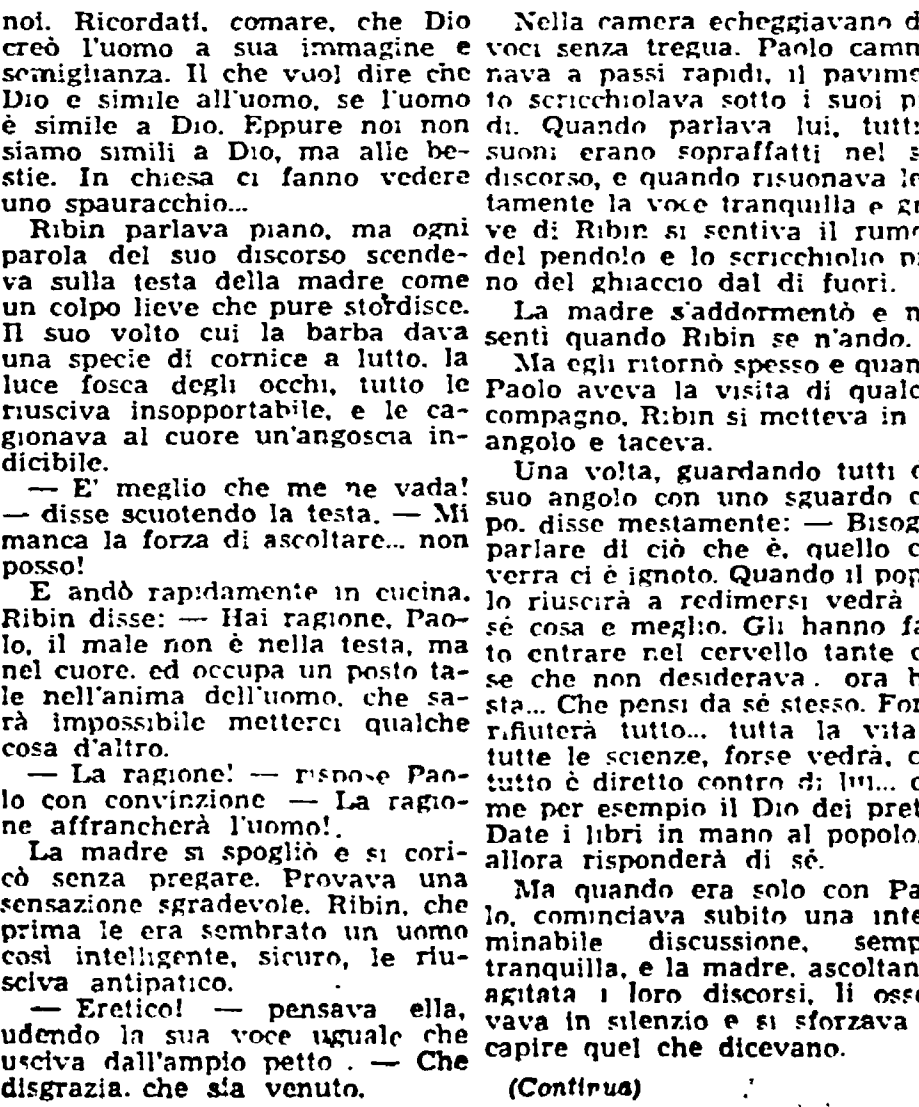 noi. Ricordati, comare, che Dio
creò l'uomo a sua immagine e
somiglianza. Il che vuol dire che
Dio e simile all'uomo, se l'uomo
è simile a Dio. Eppure noi non
siamo simili a Dio, ma alle be-
stie. In chiesa ci fanno vedere
uno spauracchio...
Ribin parlava piano, ma ogni
parola del suo discorso scende-
va sulla testa della madre come
un colpo lieve che pure stordisce.
Il suo volto cui la barba dava
una specie di cornice a lutto, la
luce fosca degli occhi, tutto le
riusciva insopportabile, e le ca-
gionava al cuore un'angoscia in-
dicibile.
— E' meglio che me ne vada!
— disse scuotendo la testa. — Mi
manca la forza di ascoltare... non
posso!
E andò rapidamente in cucina.
Ribin disse: — Hai ragione, Pao-
lo, il male non è nella testa, ma
nel cuore. ed occupa un posto ta-
le nell'anima dell'uomo, che sa-
rà impossibile metterci qualche
cosa d'altro.
— La ragione! — rispose Pao-
lo con convinzione — La ragio-
ne affrancherà l'uomo!.
La madre si spogliò e si cori-
cò senza pregare. Provava una
sensazione sgradevole. Ribin, che
prima le era sembrato un uomo
così intelligente, sicuro, le riu-
sciva antipatico.
— Eretico! — pensava ella,
udendo la sua voce uguale che
usciva dall'ampio petto . — Che
disgrazia. che sia venuto.
Nella camera echeggiavano d
voci senza tregua. Paolo camm
nava a passi rapidi, il pavime
to scricchiolava sotto i suoi p
di. Quando parlava lui, tutti
suoni erano sopraffatti nel s
discorso, e quando risuonava le
tamente la voce tranquilla e gr
ve di Ribin si sentiva il rumo
del pendolo e lo scricchiolio pi
no del ghiaccio dal di fuori.
La madre s'addormentò e n
senti quando Ribin se n'ando.
Ma egli ritornò spesso e quan
Paolo aveva la visita di qualc
compagno, Ribin si metteva in
angolo e taceva.
Una volta, guardando tutti d
suo angolo con uno sguardo c
po. disse mestamente: — Bisog
parlare di ciò che è, quello c
verra ci è ignoto. Quando il pop
lo riuscirà a redimersi vedrà
sé cosa e meglio. Gli hanno fa
to entrare nel cervello tante c
se che non desiderava. ora b
sta... Che pensi da sé stesso. For
rifiuterà tutto... tutta la vita
tutte le scienze, forse vedrà, c
tutto è diretto contro di lui... c
me per esempio il Dio dei pret
Date i libri in mano al popolo,
allora risponderà di sé.
Ma quando era solo con Pa
lo, cominciava subito una inte
minabile discussione, semp
tranquilla, e la madre, ascoltan
agitata i loro discorsi, li osse
vava in silenzio e si sforzava
capire quel che dicevano.
(Continua)